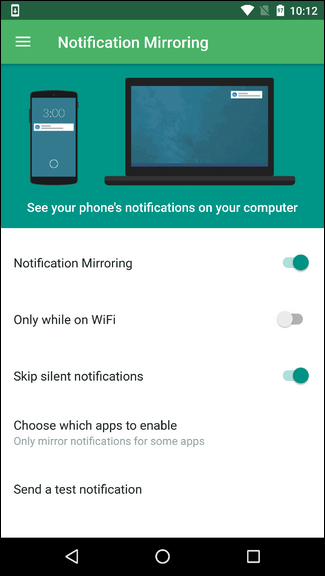 10:12
Notification Mirroring
3:00
See your phone's notifications on your computer
Notification Mirroring
Only while on WiFi
Skip silent notifications
Choose which apps to enable
Only mirror notifications for some apps
Send a test notification